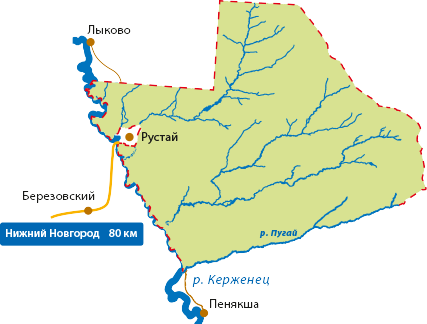 Лыково
Рустай
Березовский
Нижний Новгород 80 км
р. Пугай
р. Керженец
Пенякша